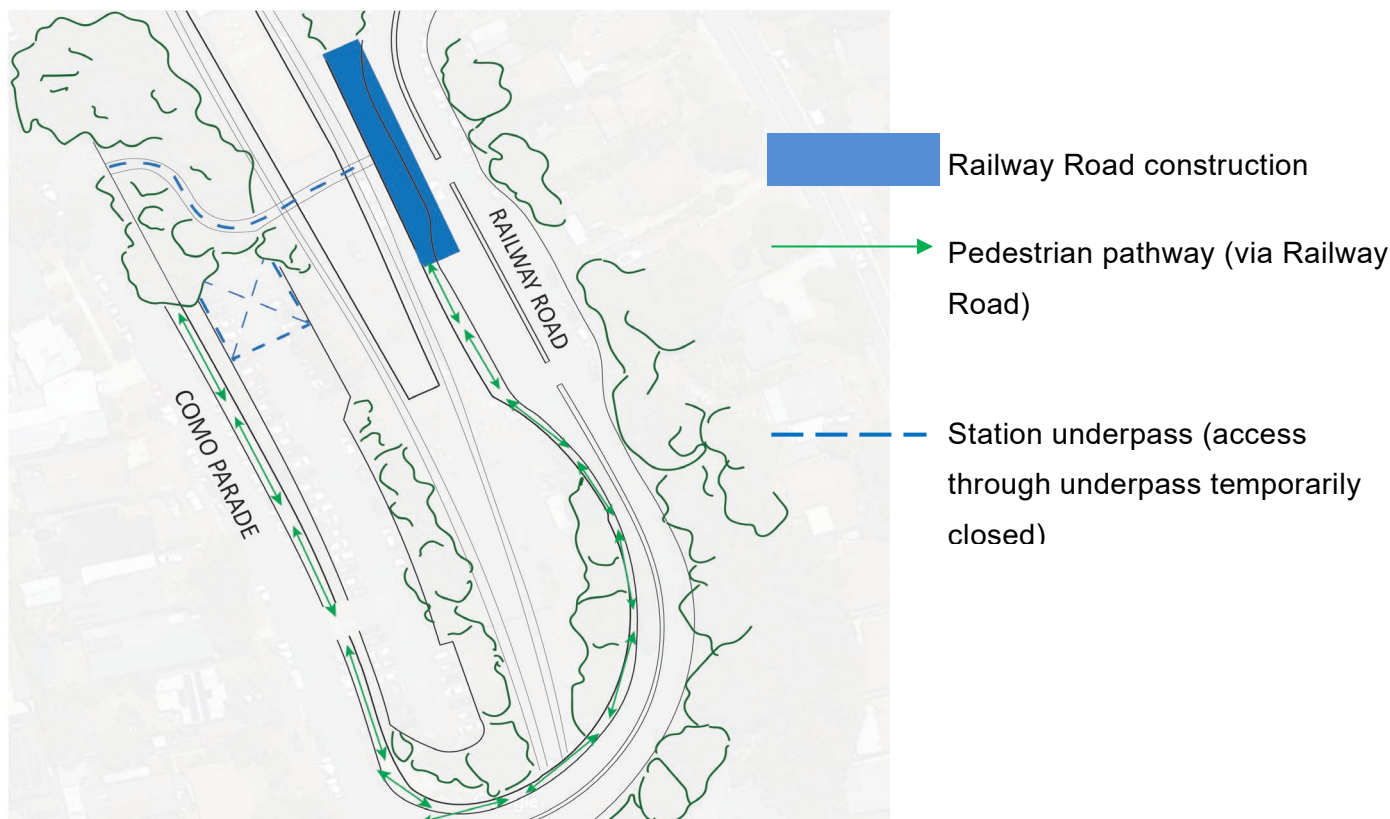 Railway Road construction
Pedestrian pathway (via Railway
Road)
Station underpass (access
through underpass temporarily
closed)
RAILWAY ROAD
COMO PARADE